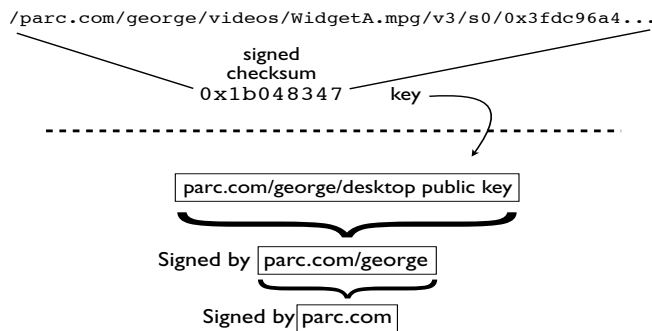 /parc.com/george/videos/WidgetA.mpg/v3/s0/0x3fdc96a4...
signed
checksum
0x1b048347 key
parc.com/george/desktop public key
Signed by parc.com/george
Signed by parc.com